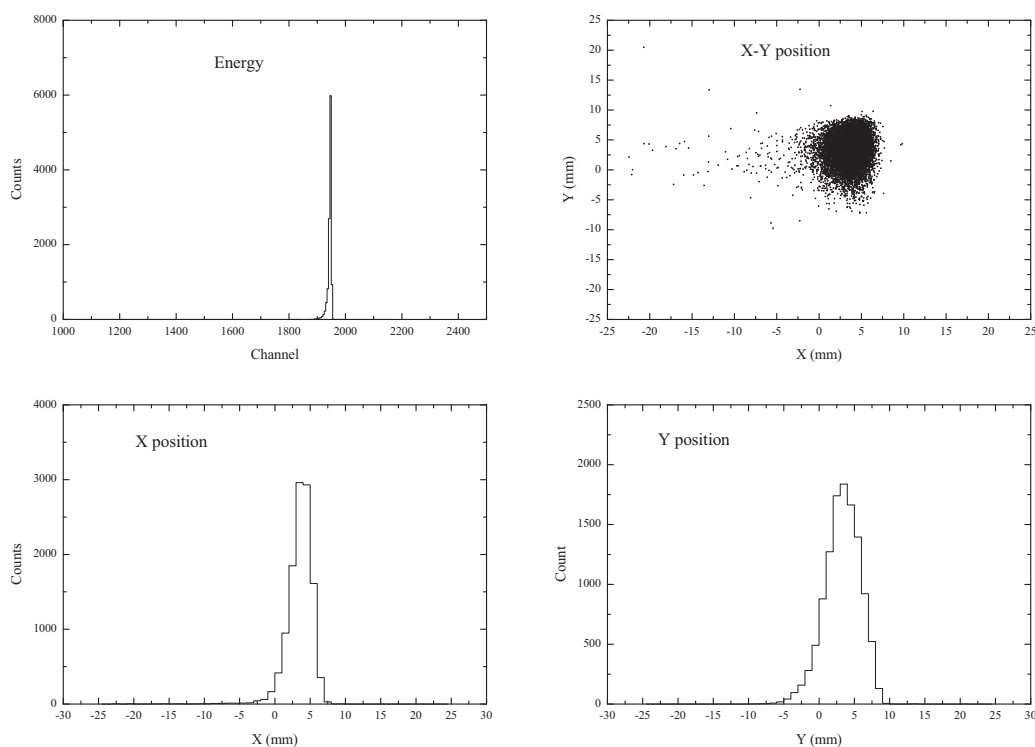 8000
6000
4000
2000
0
Counts
Energy
1000 1200 1400 1600 1800 2000 2200 2400
Channel
25
20
15
10
5
0
-5
-10
-15
-20
-25
Y (mm)
X-Y position
-25 -20 -15 -10 -5 0 5 10 15 20 25
X (mm)
4000
3000
2000
1000
0
Counts
X position
-30 -25 -20 -15 -10 -5 0 5 10 15 20 25 30
X (mm)
2500
2000
1500
1000
500
0
Count
Y position
-30 -25 -20 -15 -10 -5 0 5 10 15 20 25 30
Y (mm)